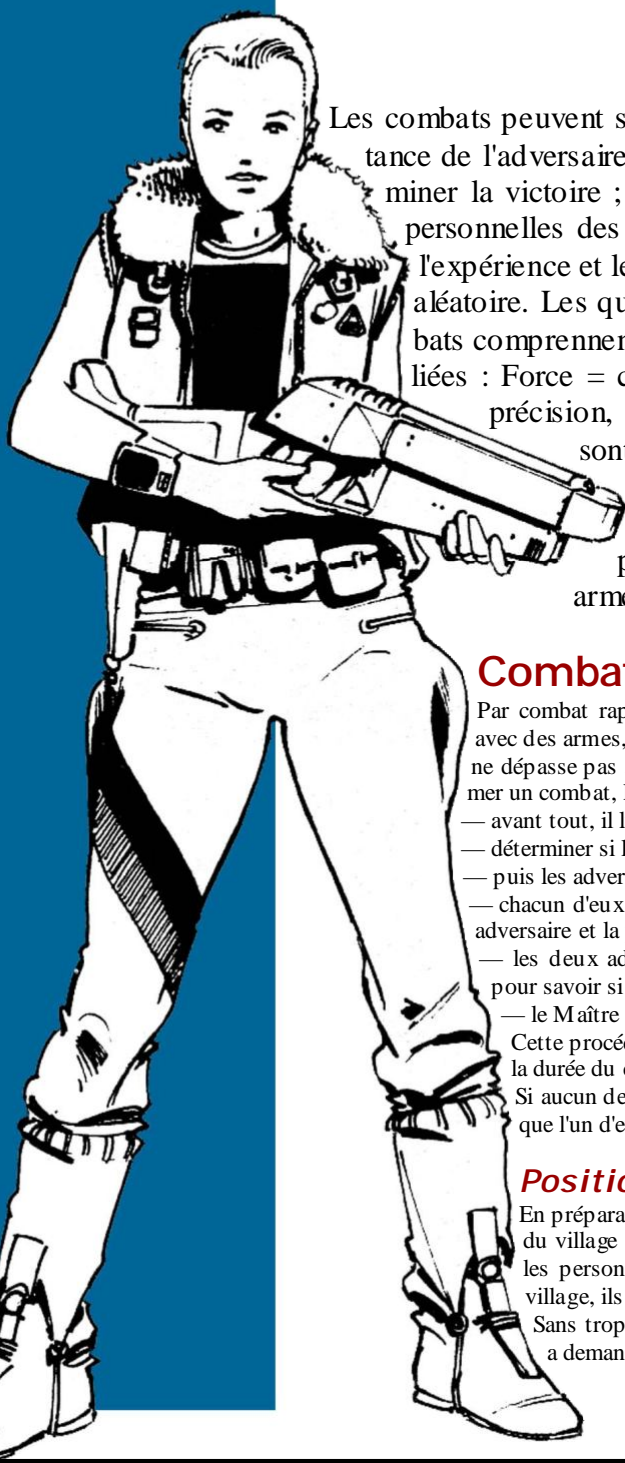 Les combats peuvent s
tance de l'adversaire
miner la victoire ;
personnelles des
l'expérience et le
aléatoire. Les qu
bats comprenne
liées : Force = c
précision,
sont
p
arme
Combat
Par combat rap
avec des armes,
ne dépasse pas
mer un combat, l
— avant tout, il l
— déterminer si l
— puis les adver
— chacun d'eux
adversaire et la
— les deux ad
pour savoir si
— le Maître
Cette procé
la durée du
Si aucun de
que l'un d'e
Positio
En prépara
du village
les person
village, ils
Sans trop
a deman